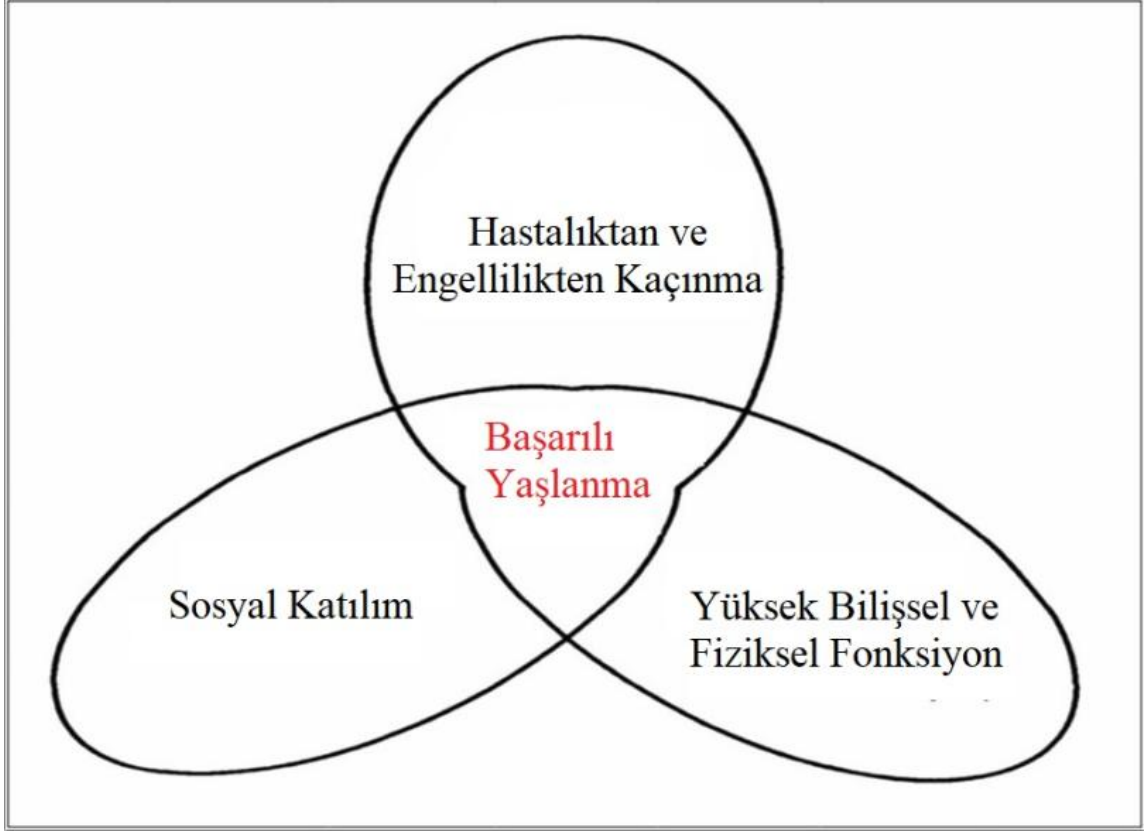 Hastalıktan ve
Engellilikten Kaçınma
Başarılı
Yaşlanma
Sosyal Katılım
Yüksek Bilişsel ve
Fiziksel Fonksiyon